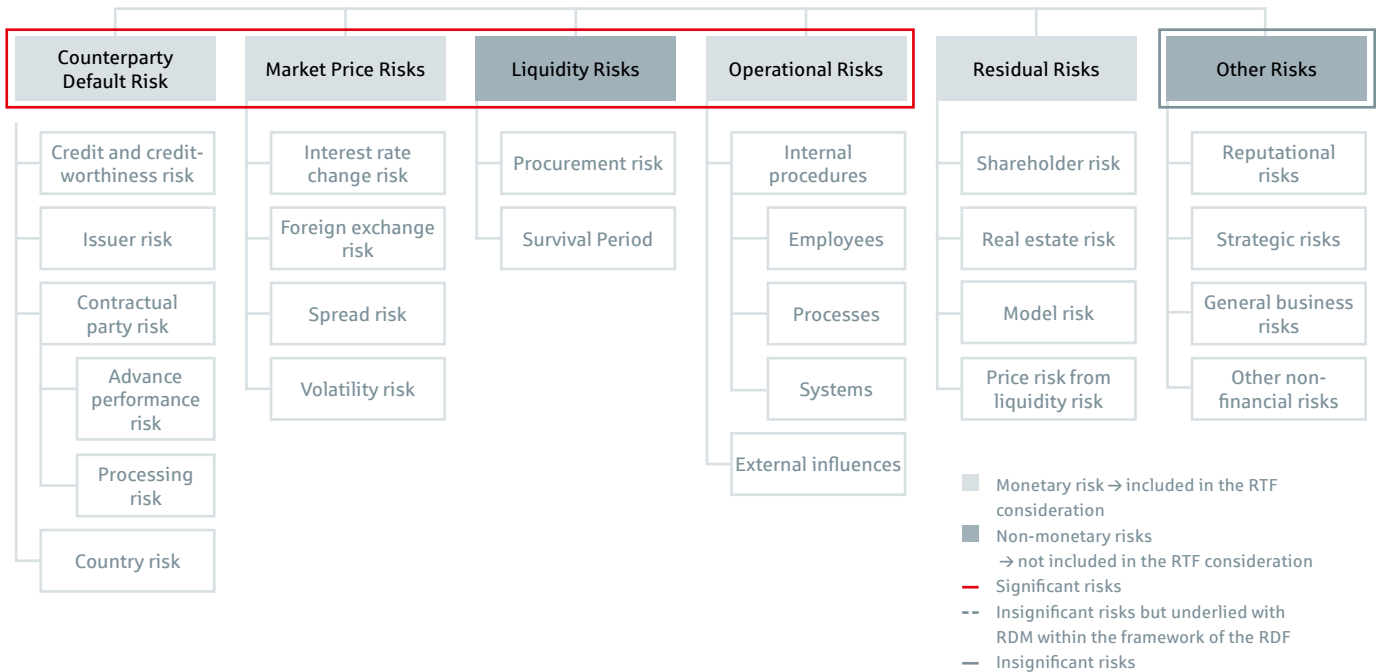 Counterparty
Default Risk
Market Price Risks
Liquidity Risks
Operational Risks
Residual Risks
Other Risks
Credit and credit-
worthiness risk
Issuer risk
Contractual
party risk
Advance
performance
risk
Processing
risk
Country risk
Interest rate
change risk
Foreign exchange
risk
Spread risk
Volatility risk
Procurement risk
Survival Period
Internal
procedures
Employees
Processes
Systems
External influences
Shareholder risk
Real estate risk
Model risk
Price risk from
liquidity risk
Reputational
risks
Strategic risks
General business
risks
Other non-
financial risks
Monetary risk → included in the RTF
consideration
Non-monetary risks
→ not included in the RTF consideration
Significant risks
Insignificant risks but underlied with
RDM within the framework of the RDF
Insignificant risks